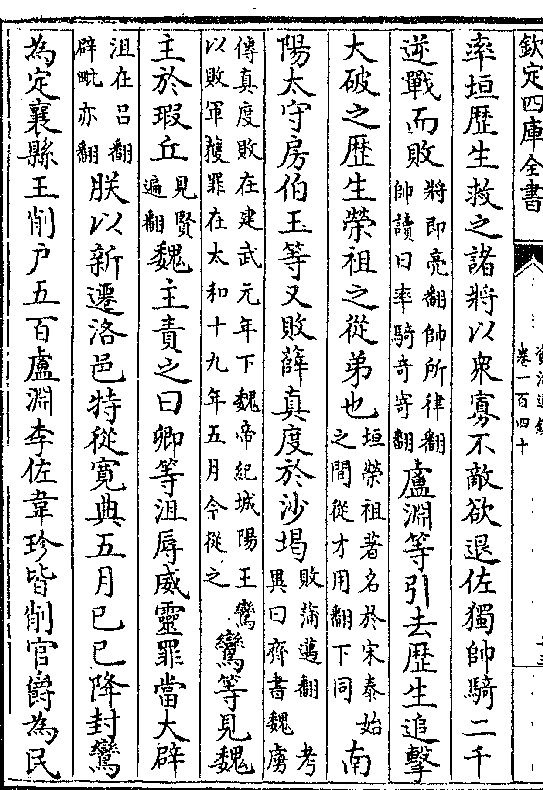 欽定四庫全書
卷一百四十
率垣歴生救之諸將以衆寡不敵欲退佐獨帥騎二千
逆戰而敗將即亮翻帥所律翻帥讀曰率騎奇寄翻盧淵等引去歴生追擊
大破之歴生榮祖之從弟也垣榮祖著名於宋泰始之間從才用翻下同南
陽太守房伯玉等又敗薛真度於沙堨敗補邁翻 考異曰齊書魏虜
傳真度敗在建武元年下魏帝紀城陽王鸞以敗軍獲罪在太和十九年五月今從之鸞等見魏
主於瑕丘見賢遍翻魏主責之曰卿等沮辱威靈罪當大辟
沮在呂翻辟毗亦翻朕以新遷洛邑特從寛典五月已巳降封鸞
為定襄縣王削户五百盧淵李佐韋珍皆削官爵為民